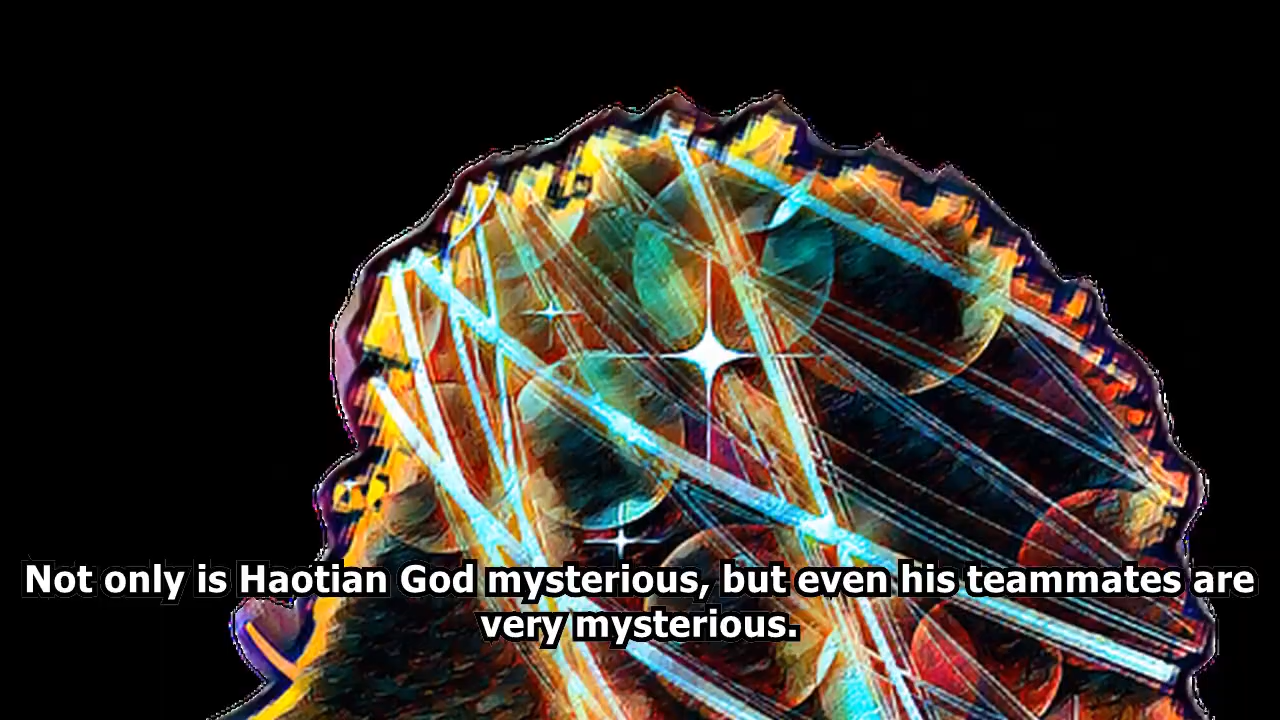 Not only is Haotian God mysterious, but even his teammates are
very mysterious.